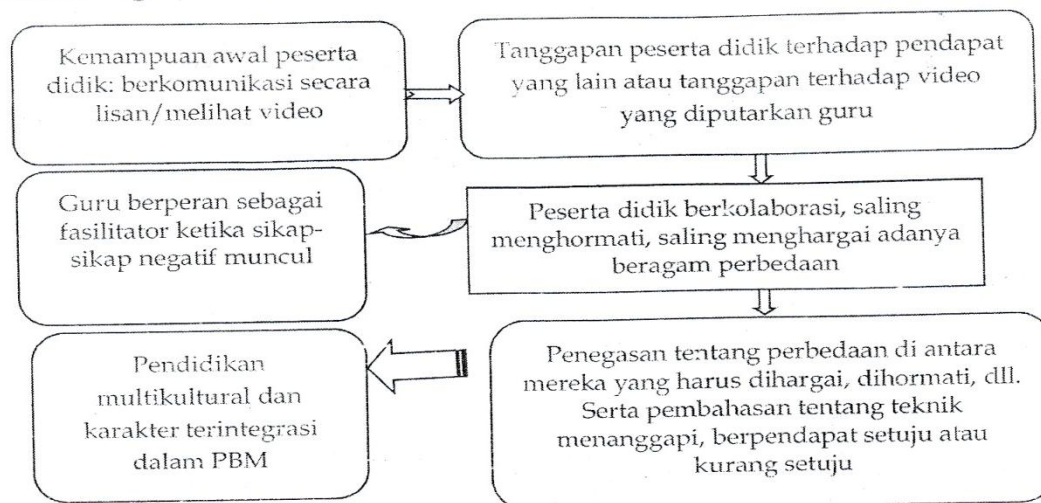 Kemampuan awal peserta
didik: berkomunikasi secara
lisan/melihat video
Tanggapan peserta didik terhadap pendapat
yang lain atau tanggapan terhadap video
yang diputarkan guru
Peserta didik berkolaborasi, saling
menghormati, saling menghargai adanya
beragam perbedaan
Guru berperan sebagai
fasilitator ketika sikap-
sikap negatif muncul
Penegasan tentang perbedaan di antara
mereka yang harus dihargai, dihormati, dll.
Serta pembahasan tentang teknik
menanggapi, berpendapat setuju atau
kurang setuju
Pendidikan
multikultural dan
karakter terintegrasi
dalam PBM